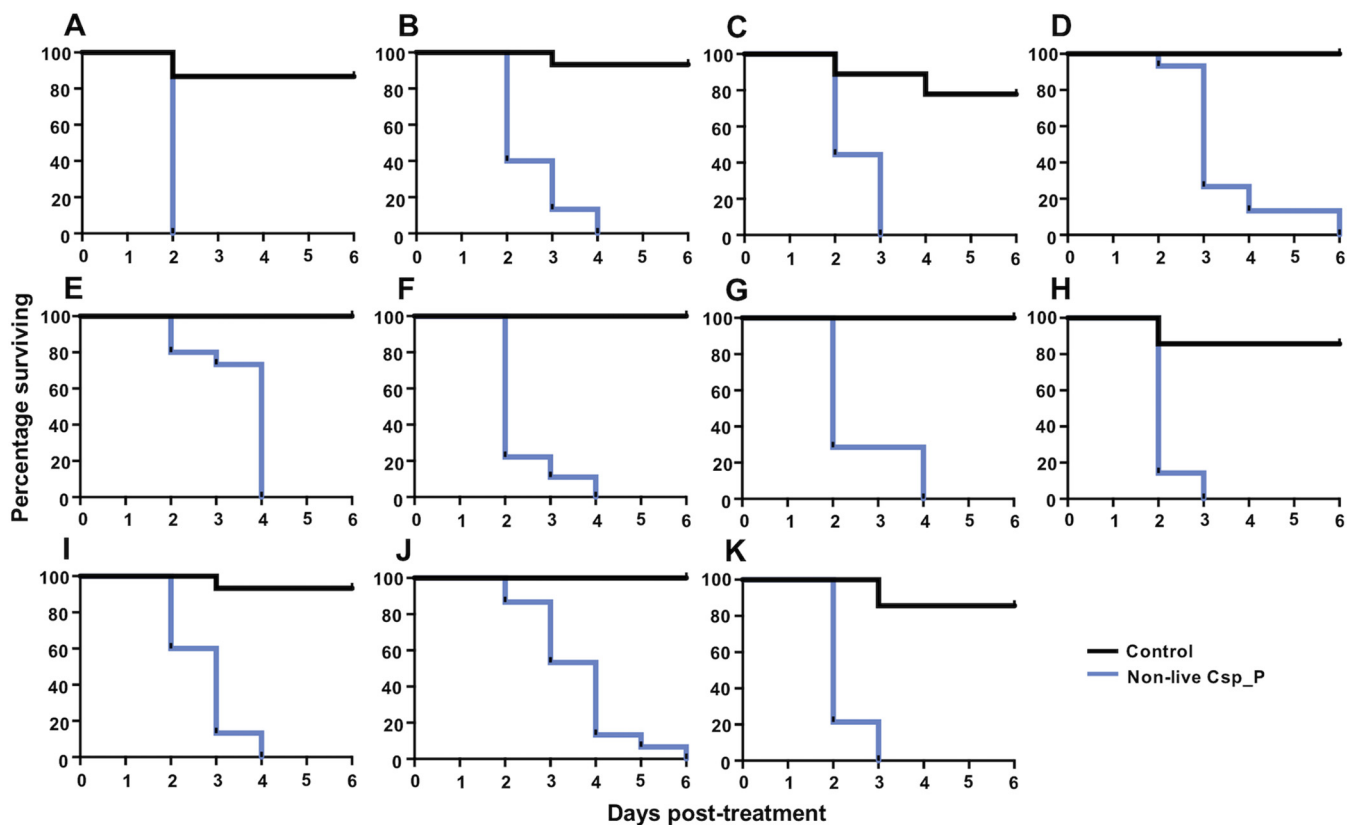 A B C D
100 100 100 100
80 80 80 80
60 60 60 60
40 40 40 40
20 20 20 20
0 0 0 0
0 1 2 3 4 5 6 0 1 2 3 4 5 6 0 1 2 3 4 5 6 0 1 2 3 4 5 6
E F G H
Percentage surviving
100 100 100 100
80 80 80 80
60 60 60 60
40 40 40 40
20 20 20 20
0 0 0 0
0 1 2 3 4 5 6 0 1 2 3 4 5 6 0 1 2 3 4 5 6 0 1 2 3 4 5 6
I J K
100 100 100
80 80 80
60 60 60
40 40 40
20 20 20
0 0 0
0 1 2 3 4 5 6 0 1 2 3 4 5 6 0 1 2 3 4 5 6
Control
Non-live Csp_P
Days post-treatment